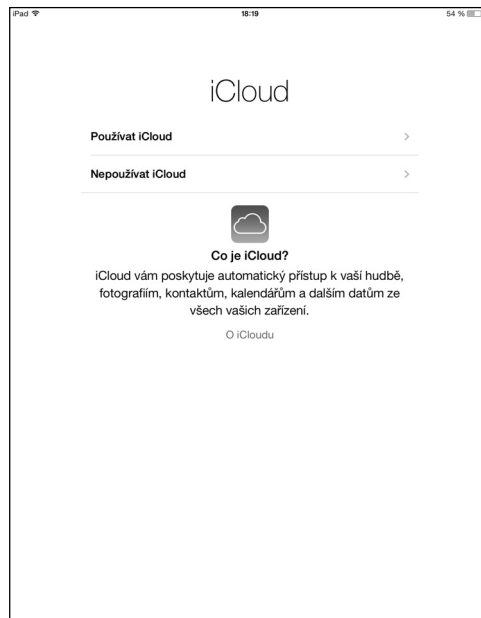 iPad 18:19 54 %
iCloud
Používat iCloud
Nepoužívat iCloud
Co je iCloud?
iCloud vám poskytuje automatický přístup k vaší hudbě,
fotografiím, kontaktům, kalendářům a dalším datům ze
všech vašich zařízení.
O iCloudu